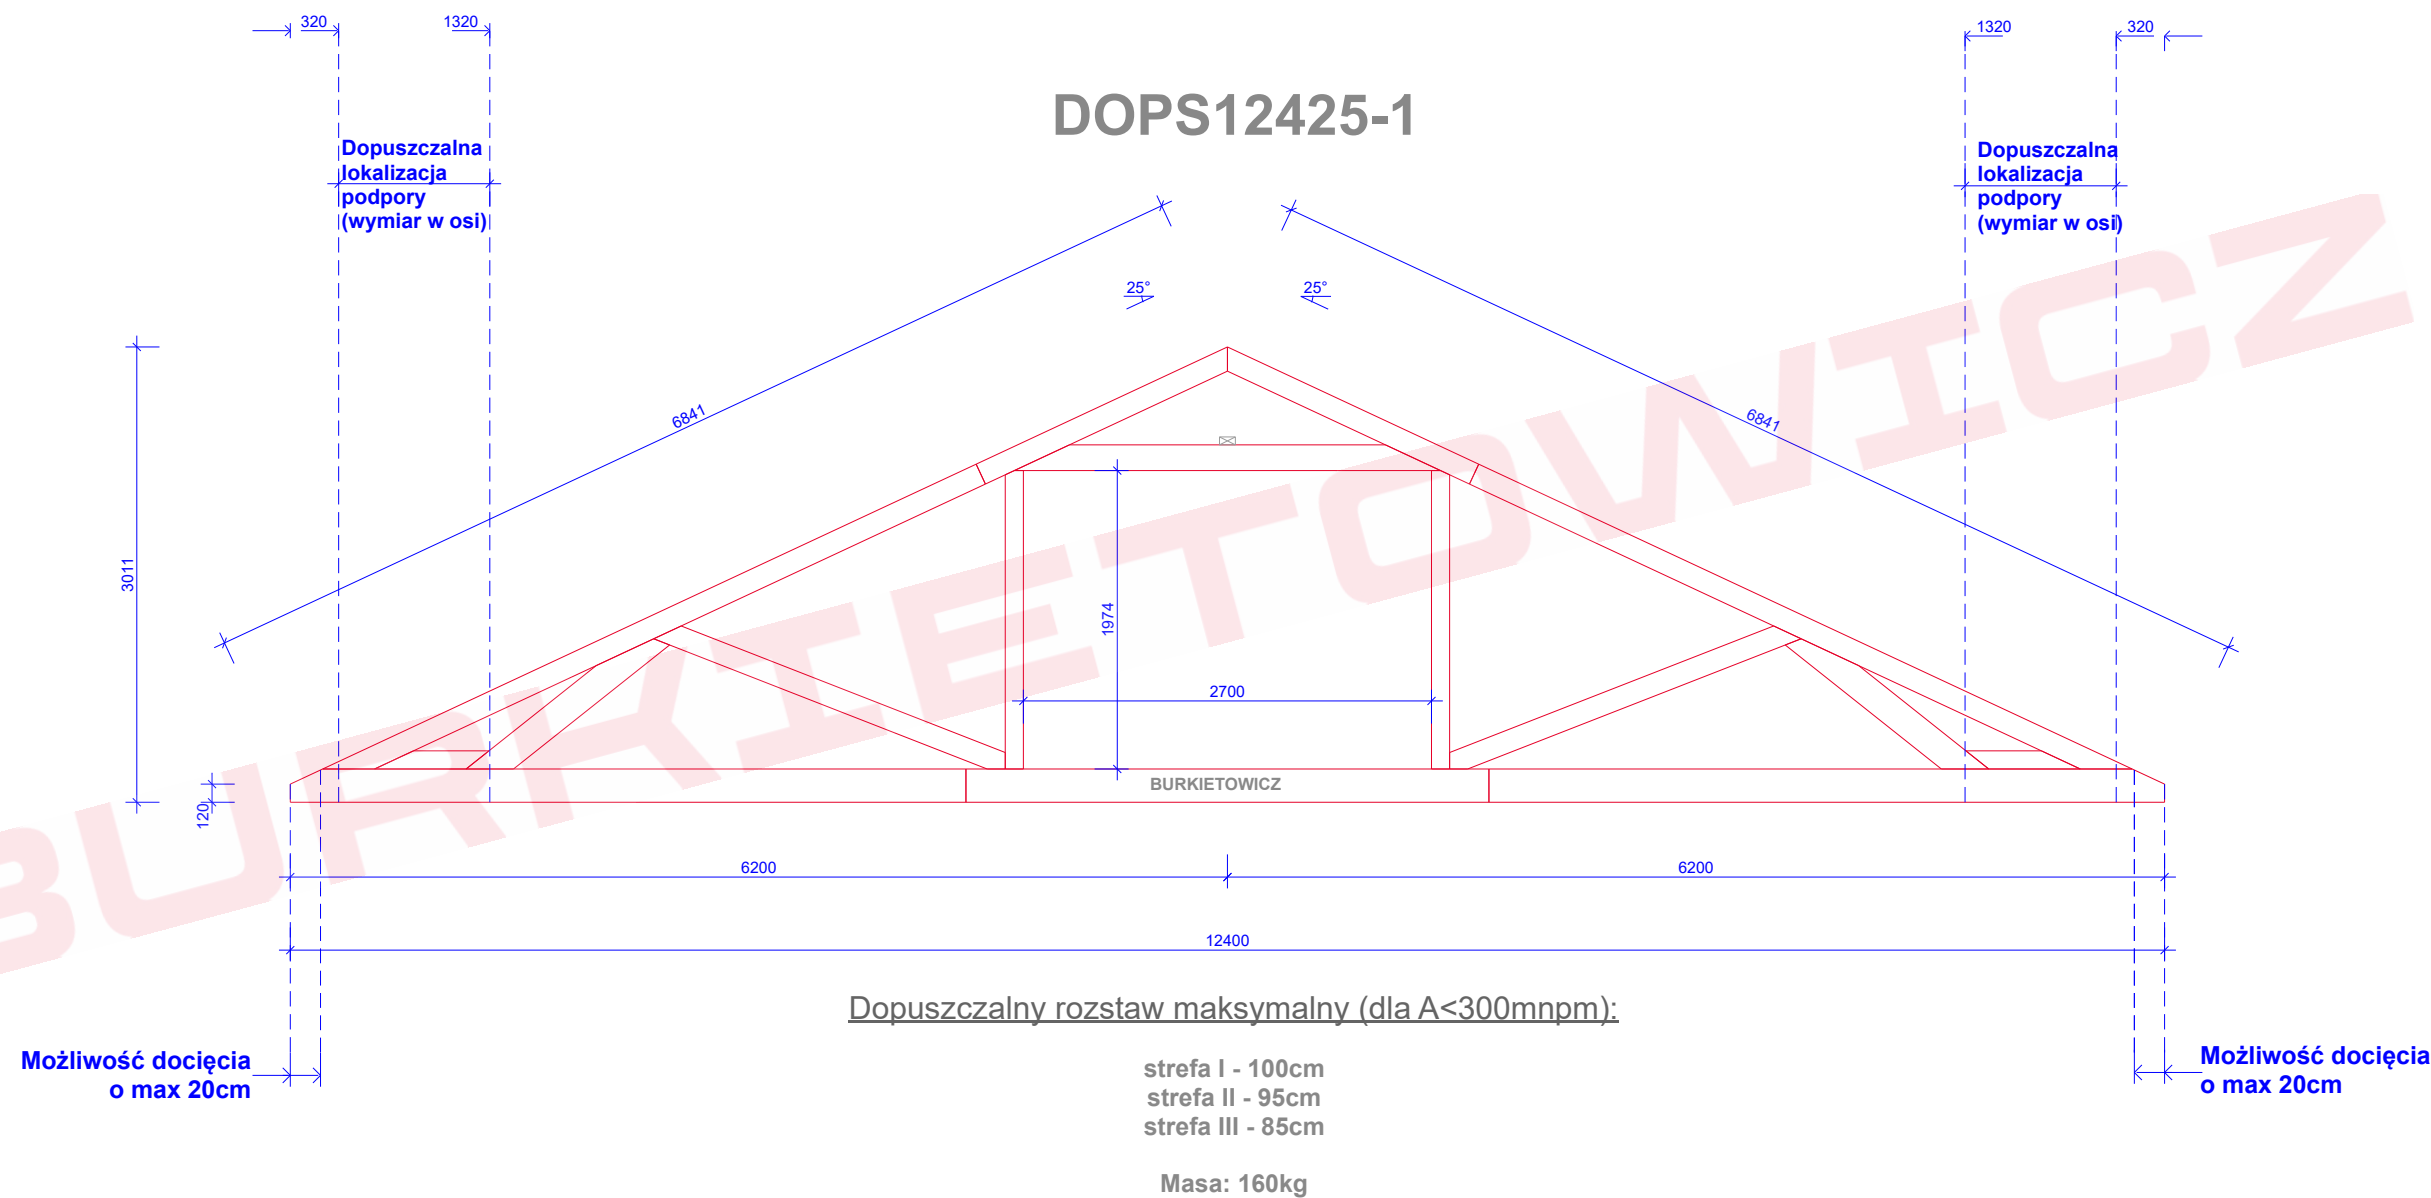 320
1320
1320
320
DOPS12425-1
Dopuszczalna
lokalizacja
podpory
(wymiar w osi)
Dopuszczalna
lokalizacja
podpory
(wymiar w osi)
25°
25°
6841
6841
3011
1974
2700
120
BURKIETOWICZ
BURKIETOWICZ
6200
6200
12400
Dopuszczalny rozstaw maksymalny (dla A<300mnpm):
Możliwość docięcia
o max 20cm
Możliwość docięcia
o max 20cm
strefa I - 100cm
strefa II - 95cm
strefa III - 85cm
Masa: 160kg